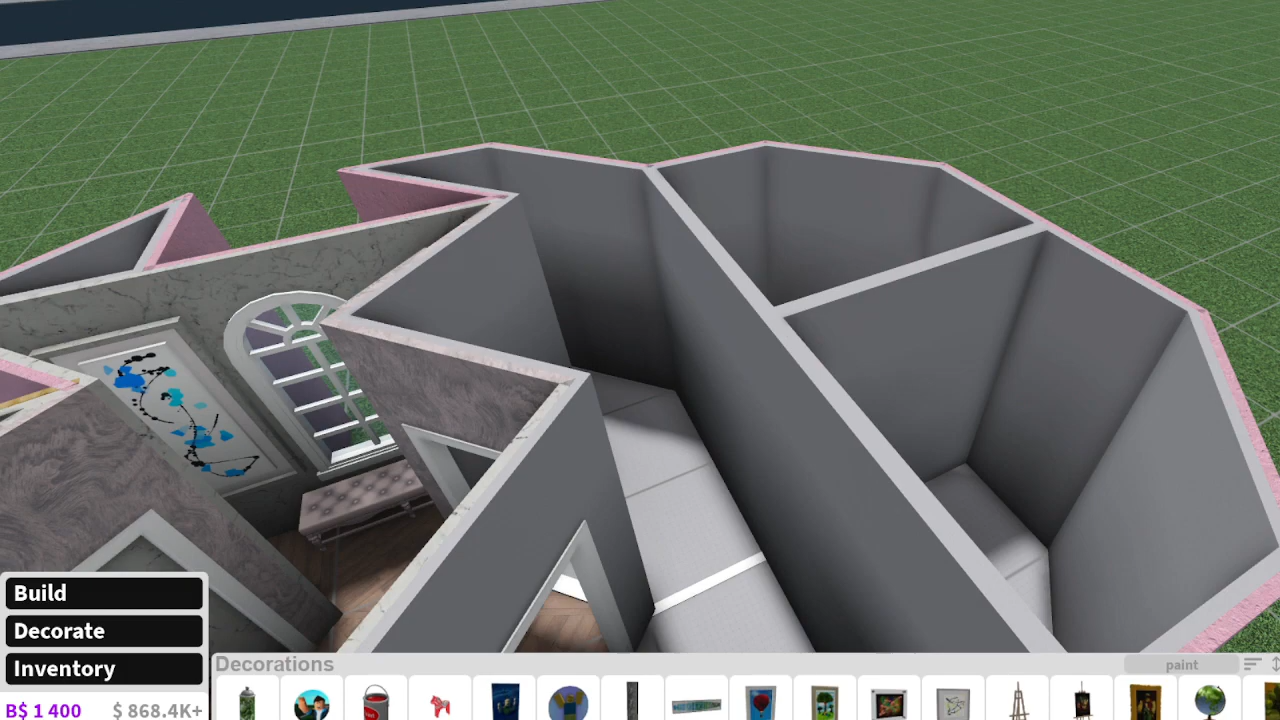 Build
Decorate
Inventory
B$ 1 400
$ 868.4K+
Decorations
paint